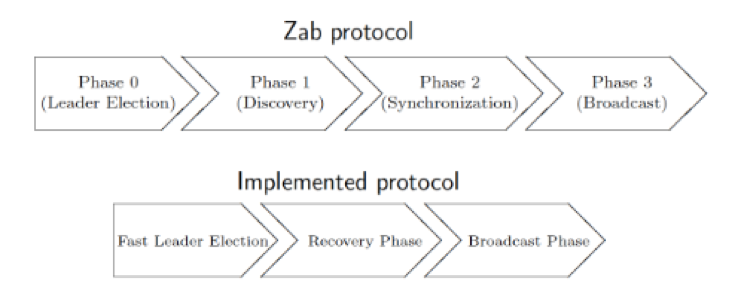 Zab protocol
Phase 0
(Leader Election)
Phase 1
(Discovery)
Phase 2
(Synchronization)
Phase 3
(Broadcast)
Implemented protocol
Fast Leader Election
Recovery Phase
Broadcast Phase